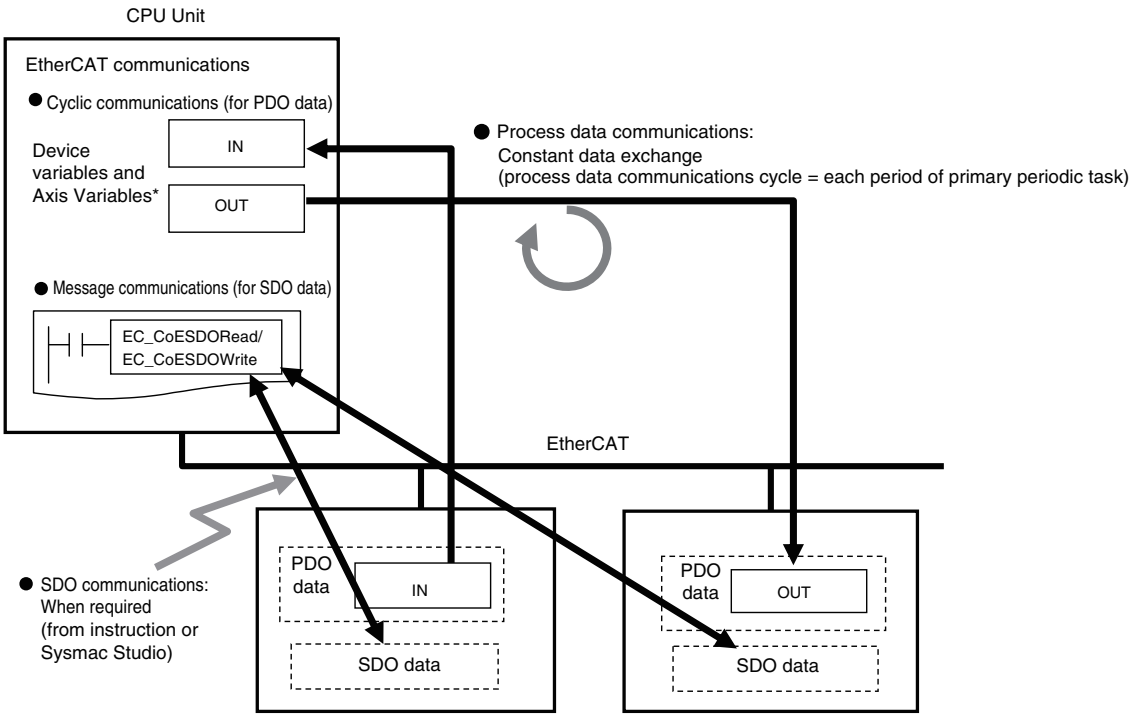 CPU Unit
EtherCAT communications
● Cyclic communications (for PDO data)
Device
variables and
Axis Variables*
IN
OUT
● Process data communications:
Constant data exchange
(process data communications cycle = each period of primary periodic task)
● Message communications (for SDO data)
EC_CoESDORead/
EC_CoESDOWrite
EtherCAT
● SDO communications:
When required
(from instruction or
Sysmac Studio)
PDO
data
IN
SDO data
PDO
data
OUT
SDO data